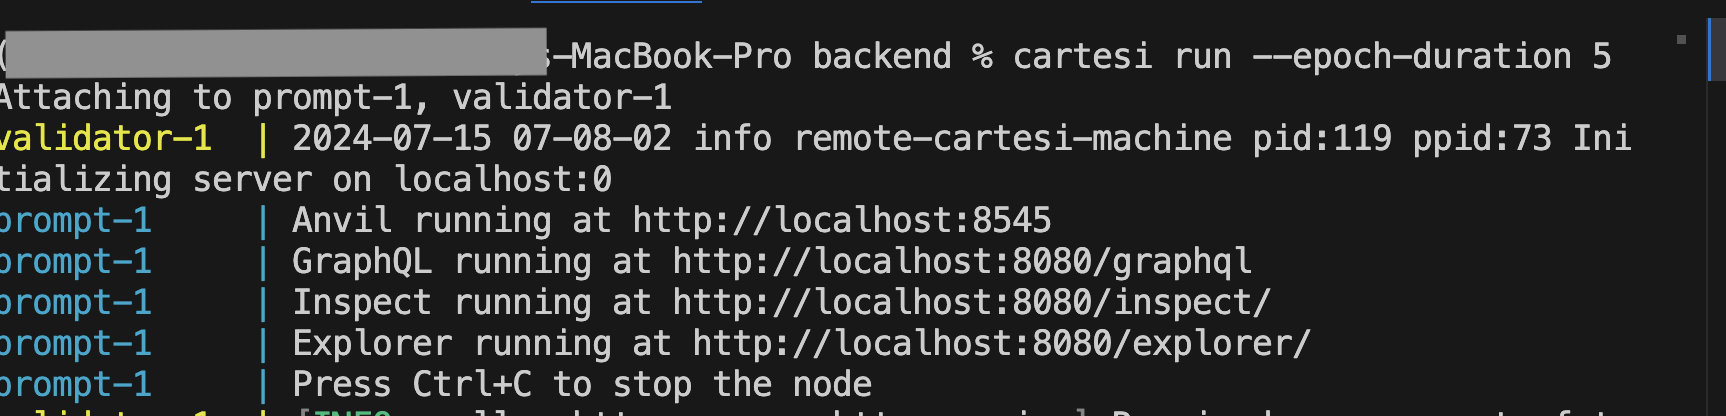 s-MacBook-Pro backend % cartesi run --epoch-duration 5
Attaching to prompt-1, validator-1
validator-1  | 2024-07-15 07-08-02 info remote-cartesi-machine pid:119 ppid:73 Ini
tializing server on localhost:0
prompt-1     | Anvil running at http://localhost:8545
prompt-1     | GraphQL running at http://localhost:8080/graphql
prompt-1     | Inspect running at http://localhost:8080/inspect/
prompt-1     | Explorer running at http://localhost:8080/explorer/
prompt-1     | Press Ctrl+C to stop the node